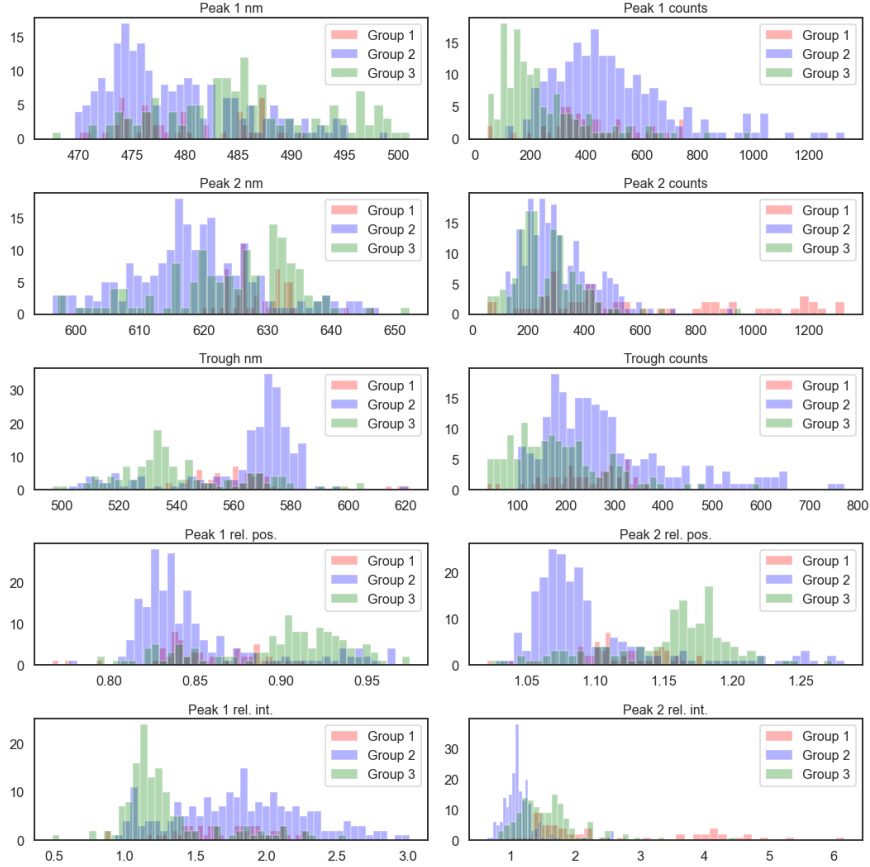 Peak 1 nm
15
10
5
0
470 475 480 485 490 495 500
Group 1
Group 2
Group 3
Peak 1 counts
15
10
5
0
0 200 400 600 800 1000 1200
Group 1
Group 2
Group 3
Peak 2 nm
15
10
5
0
600 610 620 630 640 650
Group 1
Group 2
Group 3
Peak 2 counts
15
10
5
0
0 200 400 600 800 1000 1200
Group 1
Group 2
Group 3
Trough nm
30
20
10
0
500 520 540 560 580 600 620
Group 1
Group 2
Group 3
Trough counts
15
10
5
0
100 200 300 400 500 600 700 800
Group 1
Group 2
Group 3
Peak 1 rel. pos.
20
10
0
0.80 0.85 0.90 0.95
Group 1
Group 2
Group 3
Peak 2 rel. pos.
20
10
0
1.05 1.10 1.15 1.20 1.25
Group 1
Group 2
Group 3
Peak 1 rel. int.
20
10
0
0.5 1.0 1.5 2.0 2.5 3.0
Group 1
Group 2
Group 3
Peak 2 rel. int.
30
20
10
0
1 2 3 4 5 6
Group 1
Group 2
Group 3